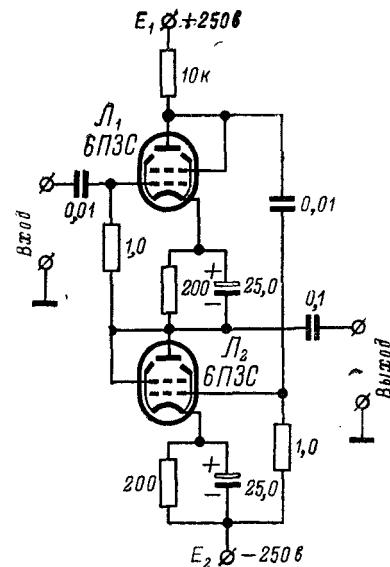 E₁ +250в
10к
Л₁
6П3С
0,01
0,01
Вход
1,0
200
+
−
25,0
0,1
Л₂
6П3С
Выход
200
+
−
25,0
1,0
E₂ −250в